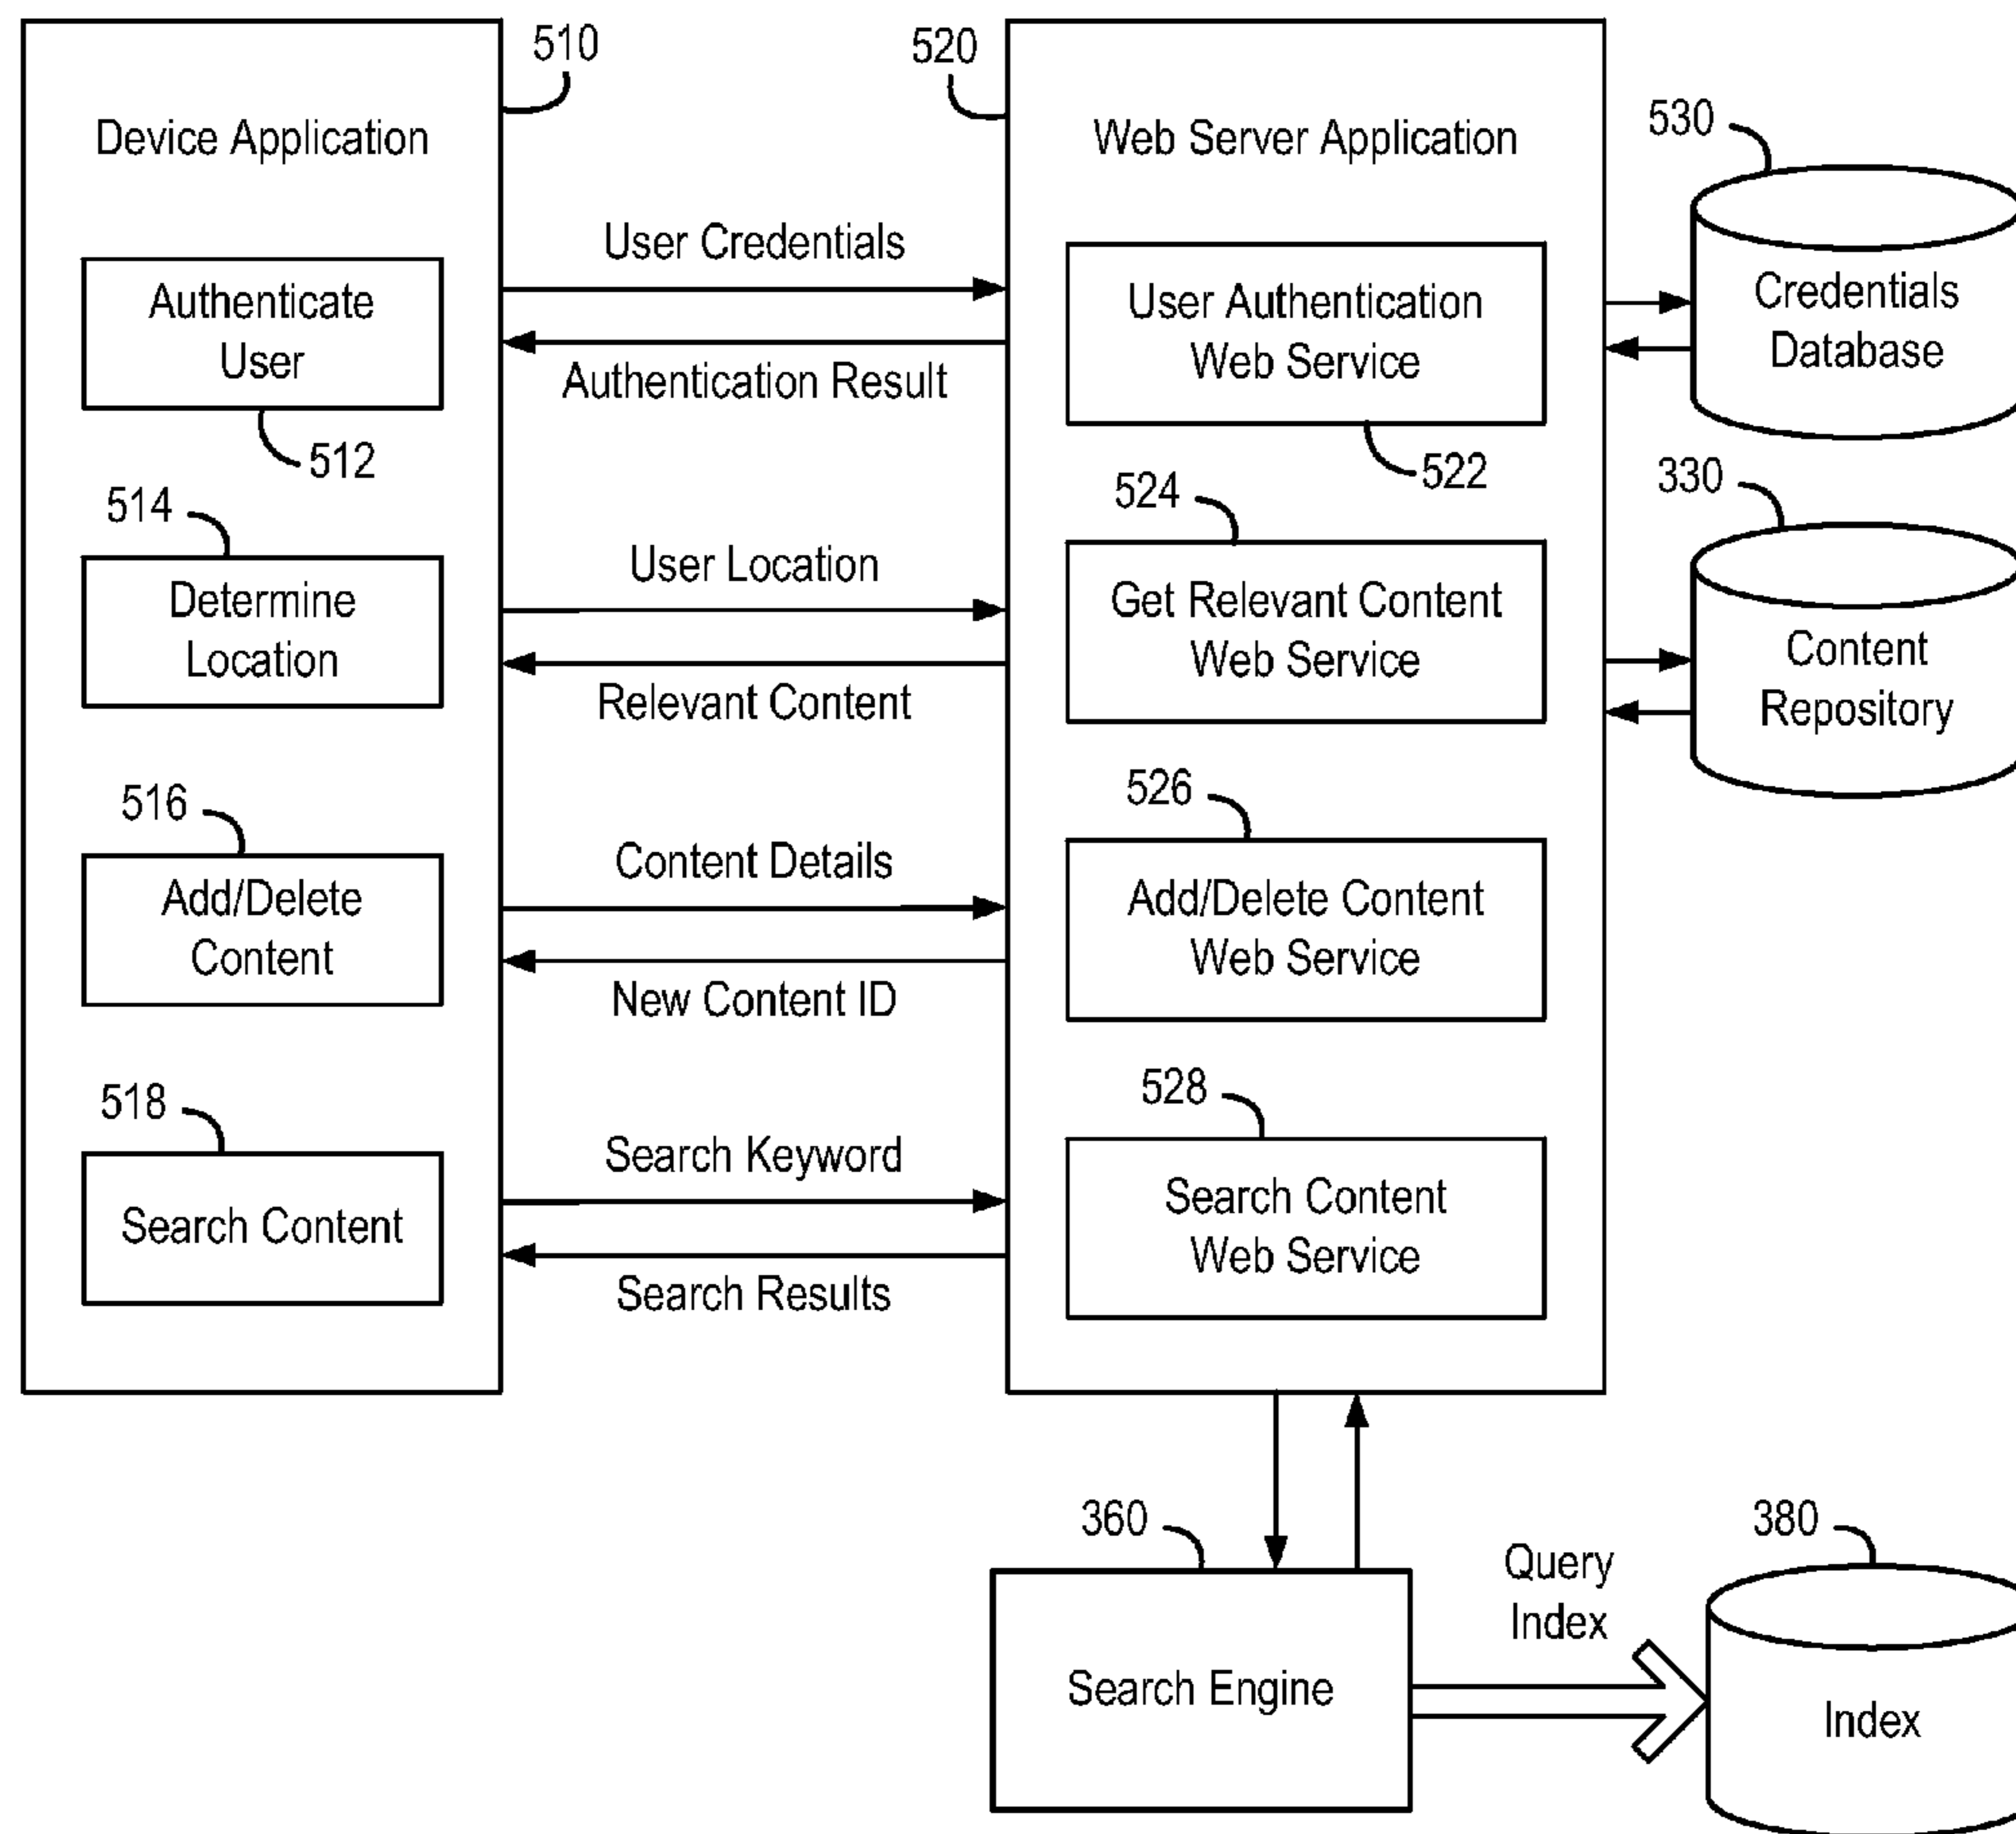 510
520
Device Application
Web Server Application
530
User Credentials
Authenticate
User
User Authentication
Web Service
Credentials
Database
Authentication Result
512
522
330
514
524
User Location
Determine
Location
Get Relevant Content
Web Service
Content
Repository
Relevant Content
516
526
Content Details
Add/Delete
Content
Add/Delete Content
Web Service
New Content ID
518
528
Search Keyword
Search Content
Search Content
Web Service
Search Results
360
380
Query
Index
Search Engine
Index